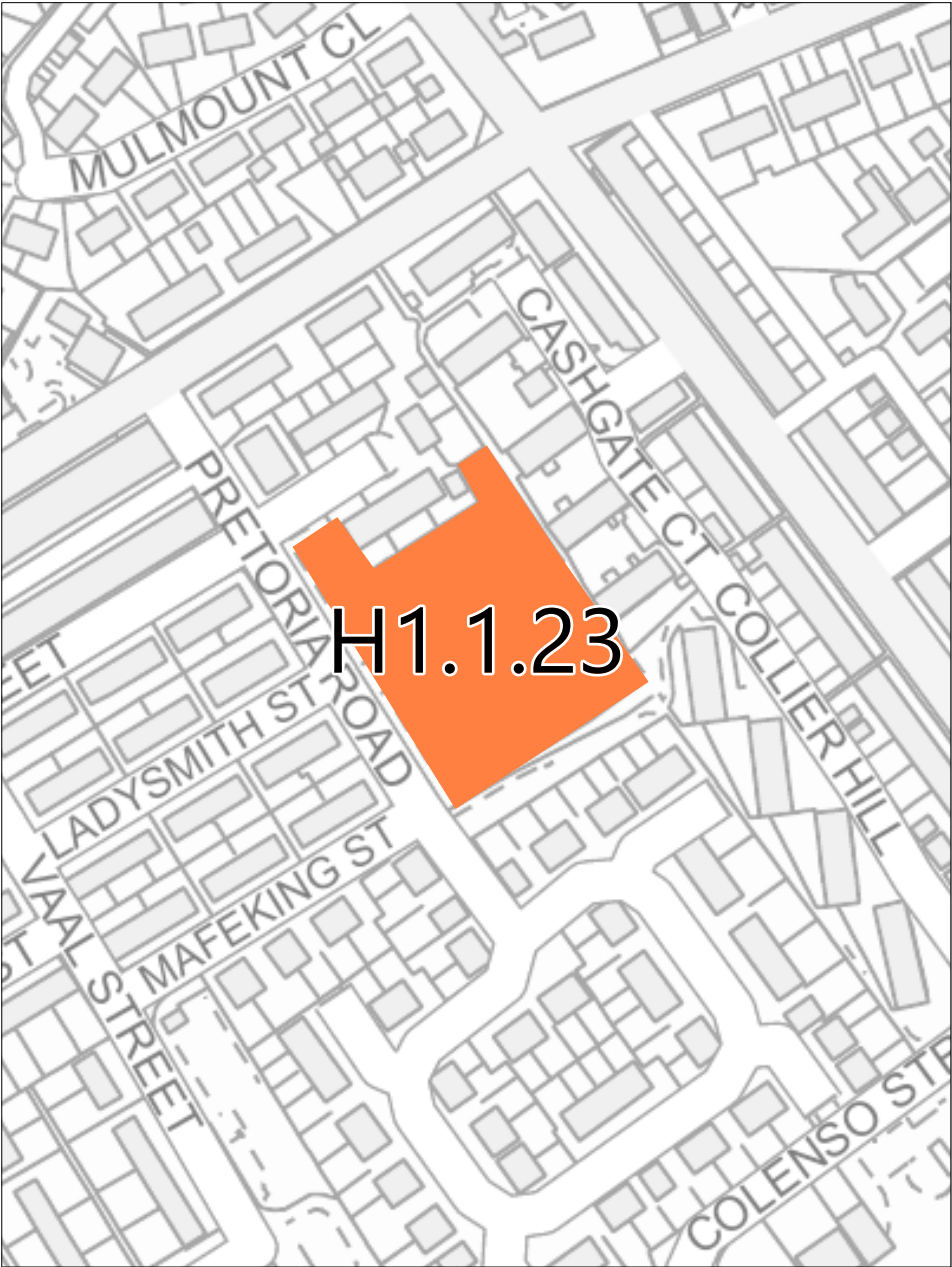 MULMOUNT CL
CASHGATE CT
PRETORIA ROAD
H1.1.23
COLLIER HILL
EET
LADYSMITH ST
MAFEKING ST
VAAL STREET
ST
COLENSO STR